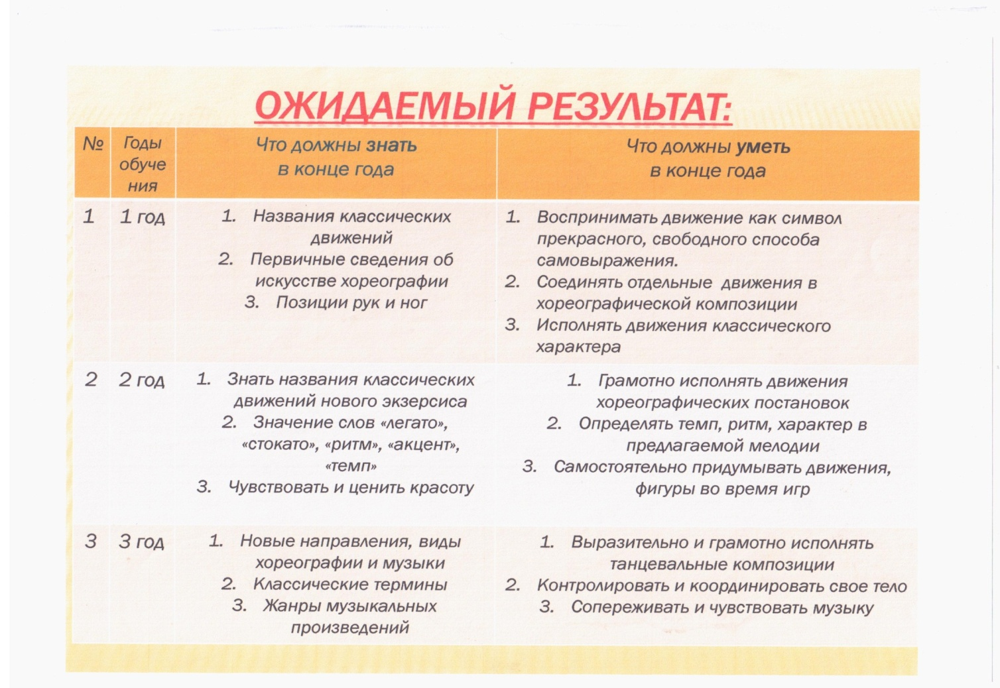 ОЖИДАЕМЫЙ РЕЗУЛЬТАТ:
№
Годы
обуче
ния
Что должны знать
в конце года
Что должны уметь
в конце года
1
1 год
1. Названия классических
движений
2. Первичные сведения об
искусстве хореографии
3. Позиции рук и ног
1. Воспринимать движение как символ
прекрасного, свободного способа
самовыражения.
2. Соединять отдельные движения в
хореографической композиции
3. Исполнять движения классического
характера
2
2 год
1. Знать названия классических
движений нового экзерсиса
2. Значение слов «легато»,
«стокато», «ритм», «акцент»,
«темп»
3. Чувствовать и ценить красоту
1. Грамотно исполнять движения
хореографических постановок
2. Определять темп, ритм, характер в
предлагаемой мелодии
3. Самостоятельно придумывать движения,
фигуры во время игр
3
3 год
1. Новые направления, виды
хореографии и музыки
2. Классические термины
3. Жанры музыкальных
произведений
1. Выразительно и грамотно исполнять
танцевальные композиции
2. Контролировать и координировать свое тело
3. Сопереживать и чувствовать музыку